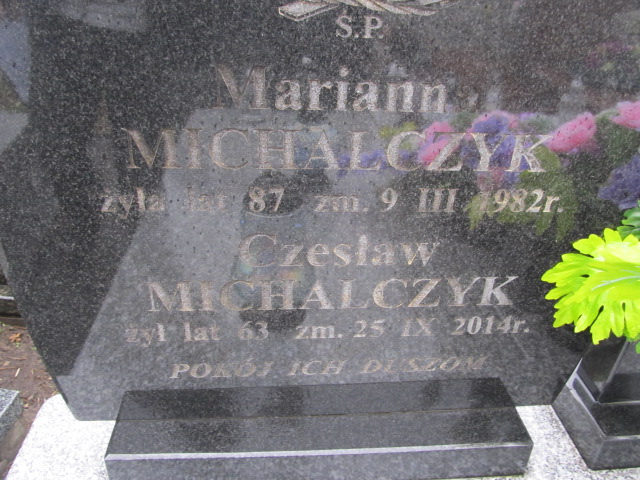 Ś.P.
Marianna
MICHALCZYK
żyła lat 87 zm. 9 III 1982r.
Czesław
MICHALCZYK
żył lat 63 zm. 25 IX 2014r.
POKÓJ ICH DUSZOM